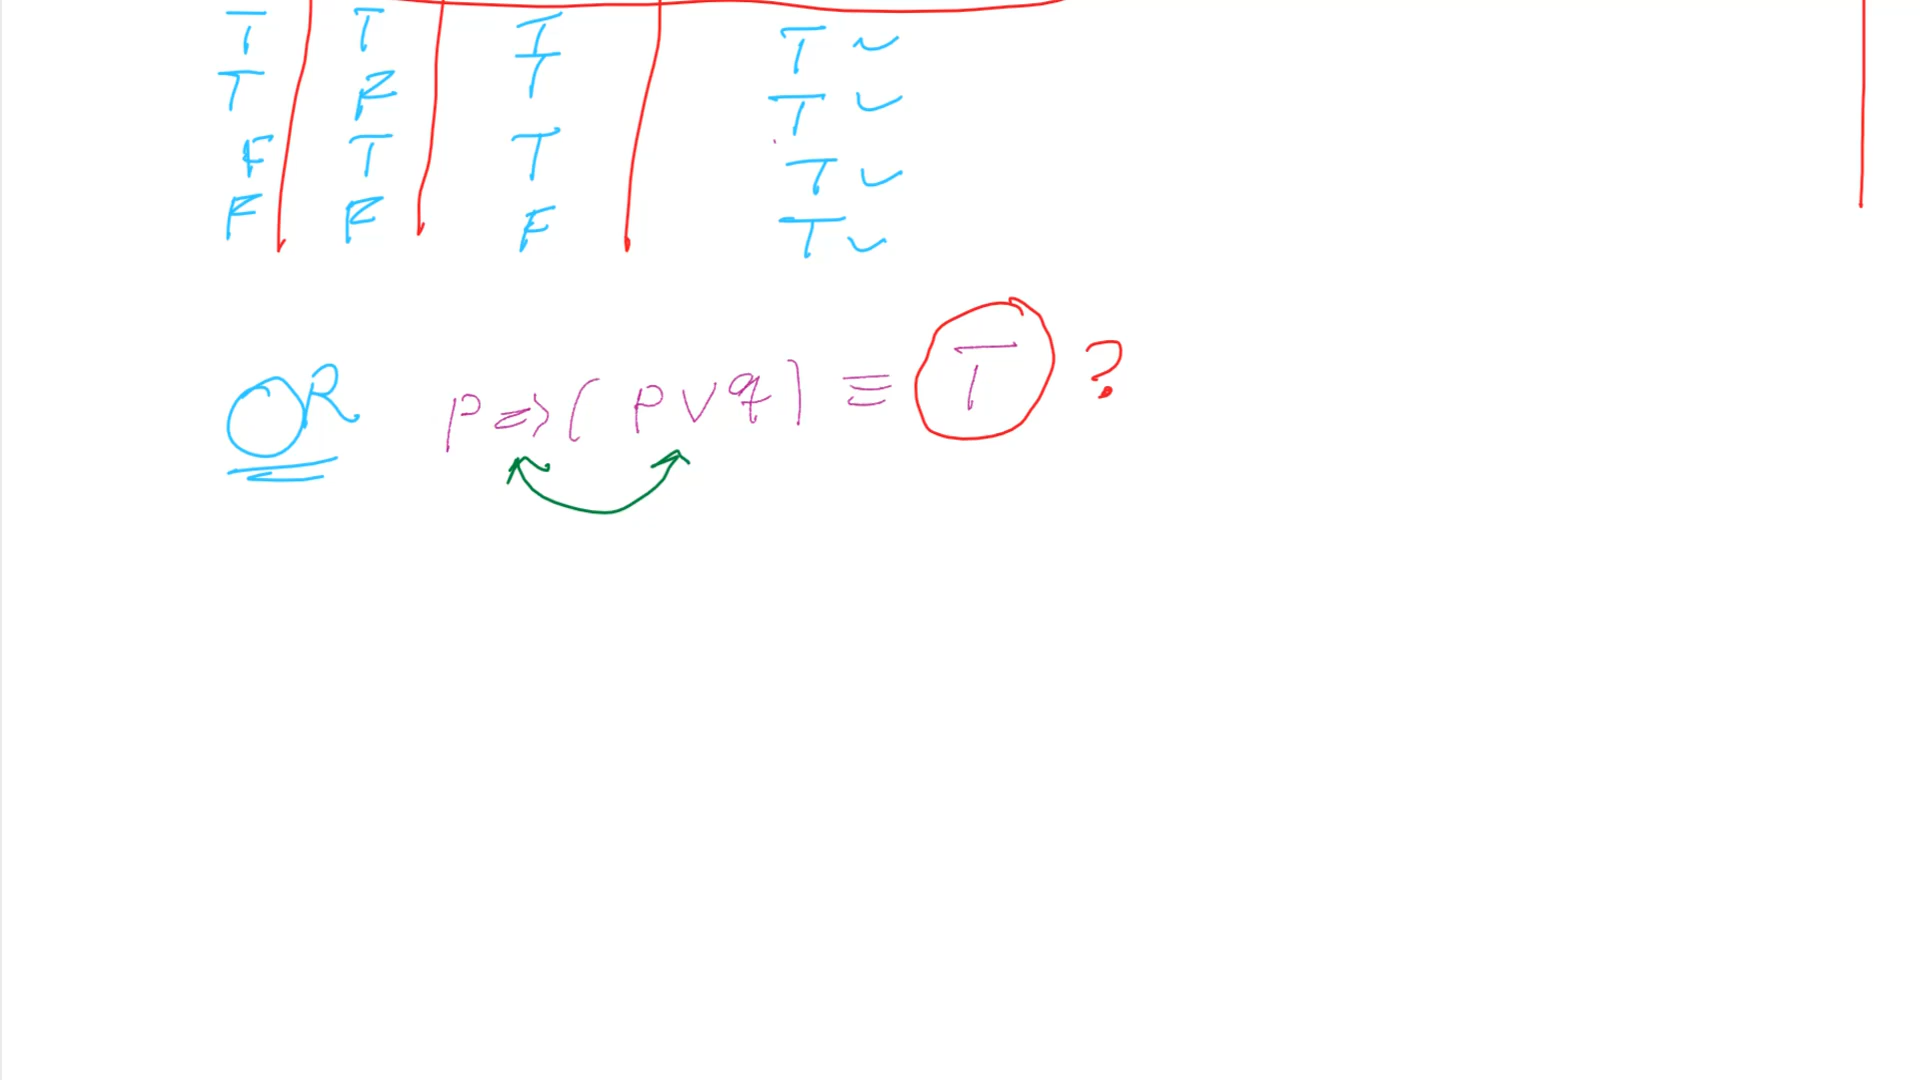 T T T T ✓
T F T T ✓
F T T T ✓
F F F T ✓
OR p => ( p ∨ q ) ≡ T ?